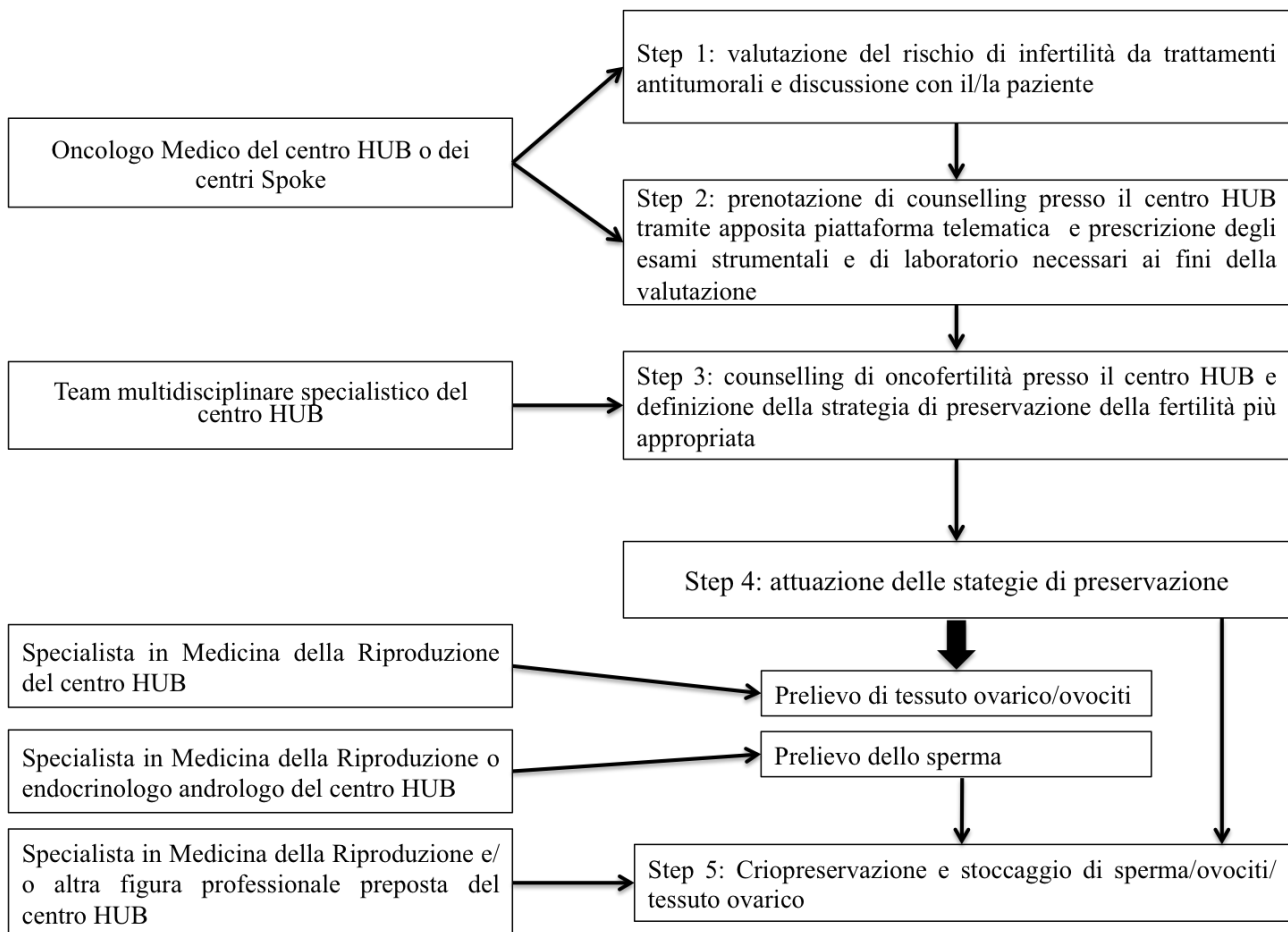 Step 1: valutazione del rischio di infertilità da trattamenti
antitumorali e discussione con il/la paziente
Oncologo Medico del centro HUB o dei
centri Spoke
Step 2: prenotazione di counselling presso il centro HUB
tramite apposita piattaforma telematica e prescrizione degli
esami strumentali e di laboratorio necessari ai fini della
valutazione
Team multidisciplinare specialistico del
centro HUB
Step 3: counselling di oncofertilità presso il centro HUB e
definizione della strategia di preservazione della fertilità più
appropriata
Step 4: attuazione delle stategie di preservazione
Specialista in Medicina della Riproduzione
del centro HUB
Prelievo di tessuto ovarico/ovociti
Specialista in Medicina della Riproduzione o
endocrinologo andrologo del centro HUB
Prelievo dello sperma
Specialista in Medicina della Riproduzione e/
o altra figura professionale preposta del
centro HUB
Step 5: Criopreservazione e stoccaggio di sperma/ovociti/
tessuto ovarico